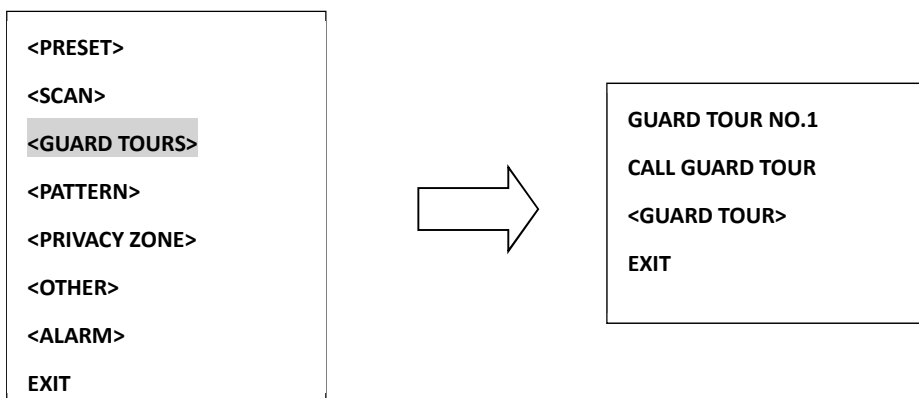 <PRESET>
<SCAN>
<GUARD TOURS>
<PATTERN>
<PRIVACY ZONE>
<OTHER>
<ALARM>
EXIT
GUARD TOUR NO.1
CALL GUARD TOUR
<GUARD TOUR>
EXIT